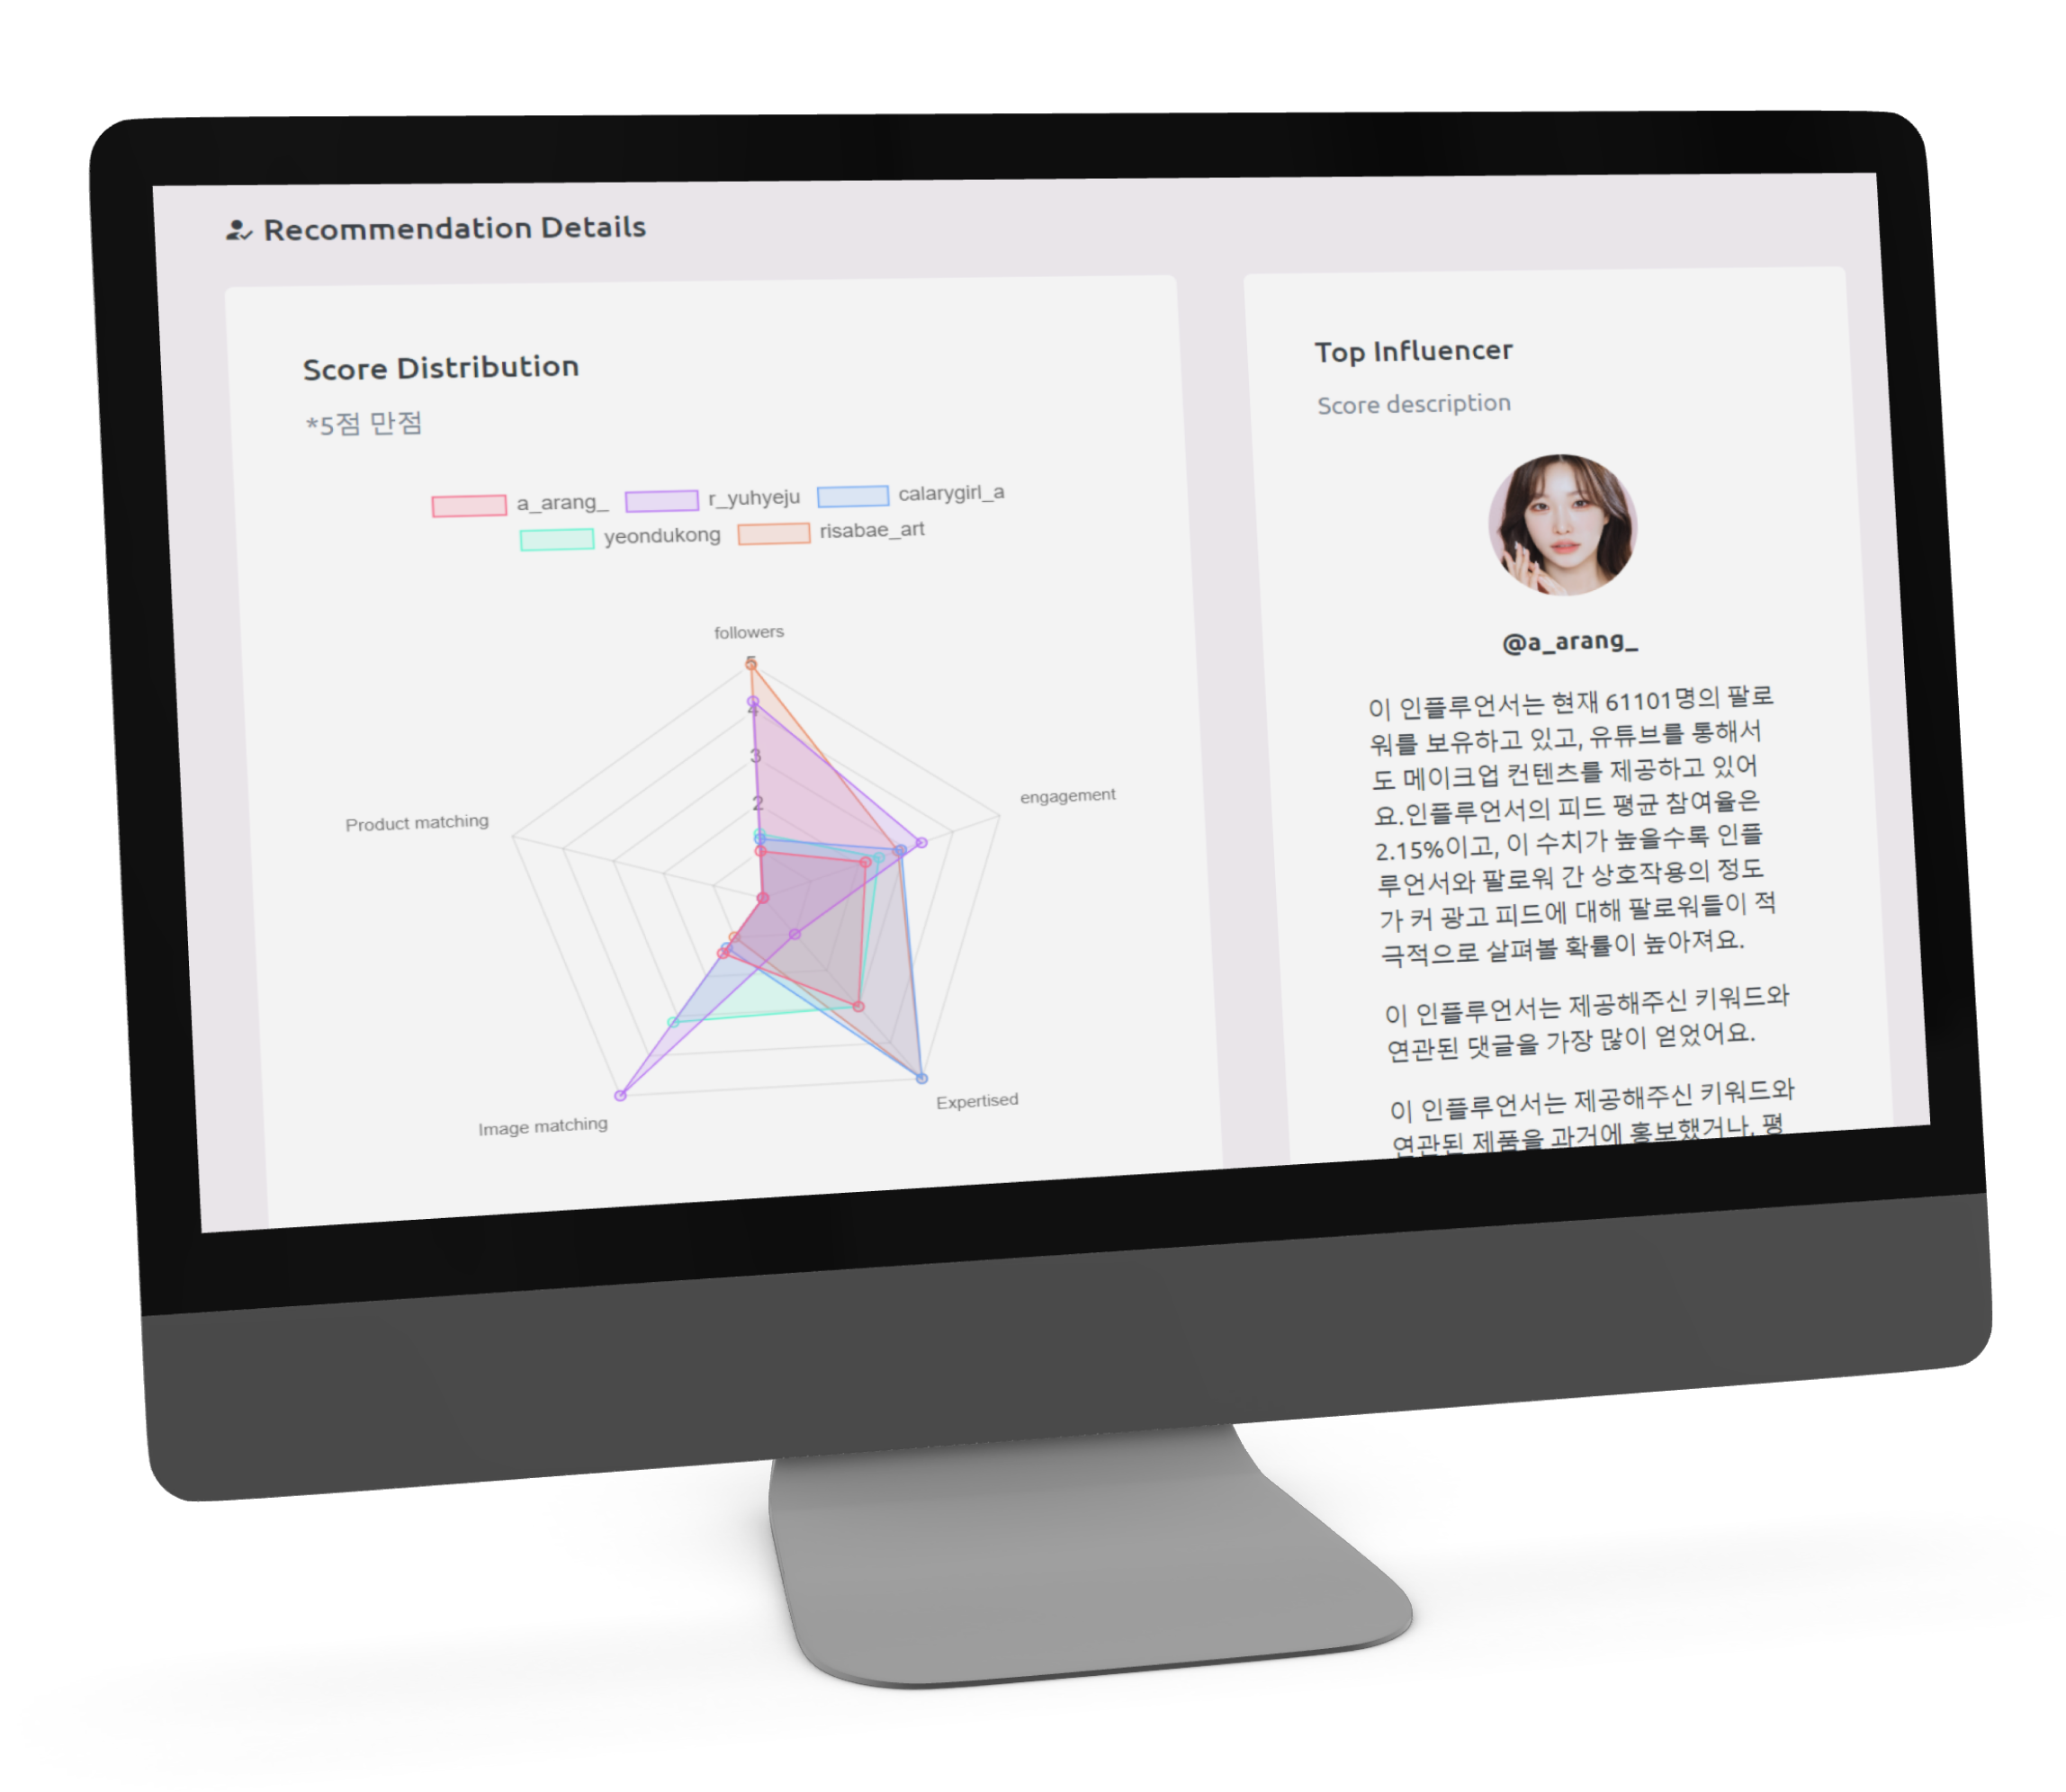 Recommendation Details
Score Distribution
*5점 만점
a_arang_ r_yuhyeju calarygirl_a
yeondukong risabae_art
followers
5
4
3
2
engagement
Product matching
Image matching
Expertised
Top Influencer
Score description
@a_arang_
이 인플루언서는 현재 61101명의 팔로
워를 보유하고 있고, 유튜브를 통해서
도 메이크업 컨텐츠를 제공하고 있어
요.인플루언서의 피드 평균 참여율은
2.15%이고, 이 수치가 높을수록 인플
루언서와 팔로워 간 상호작용의 정도
가 커 광고 피드에 대해 팔로워들이 적
극적으로 살펴볼 확률이 높아져요.
이 인플루언서는 제공해주신 키워드와
연관된 댓글을 가장 많이 얻었어요.
이 인플루언서는 제공해주신 키워드와
연관된 제품을 과거에 홍보했거나, 평